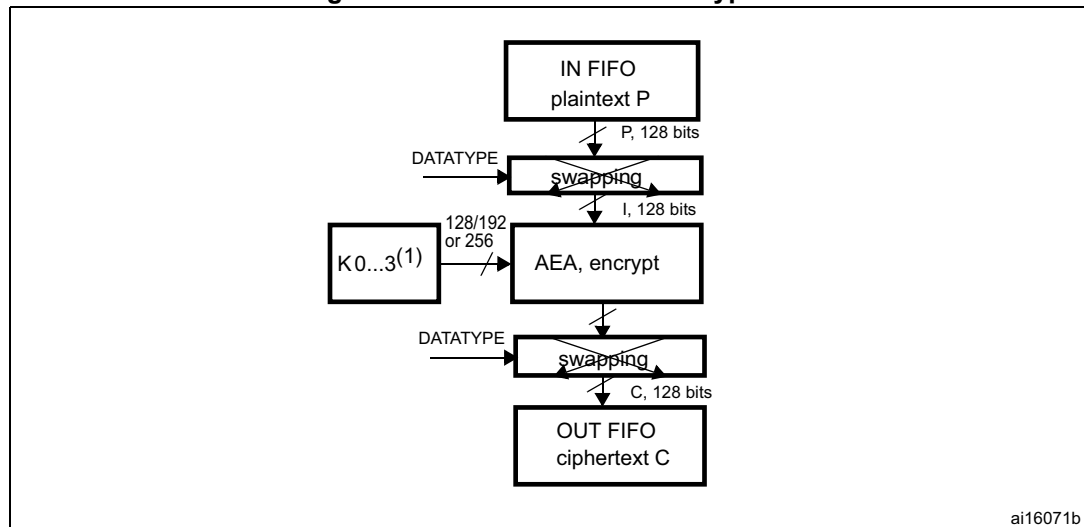 IN FIFO
plaintext P
P, 128 bits
DATATYPE
swapping
I, 128 bits
128/192
or 256
K 0...3(1)
AEA, encrypt
DATATYPE
swapping
C, 128 bits
OUT FIFO
ciphertext C
ai16071b